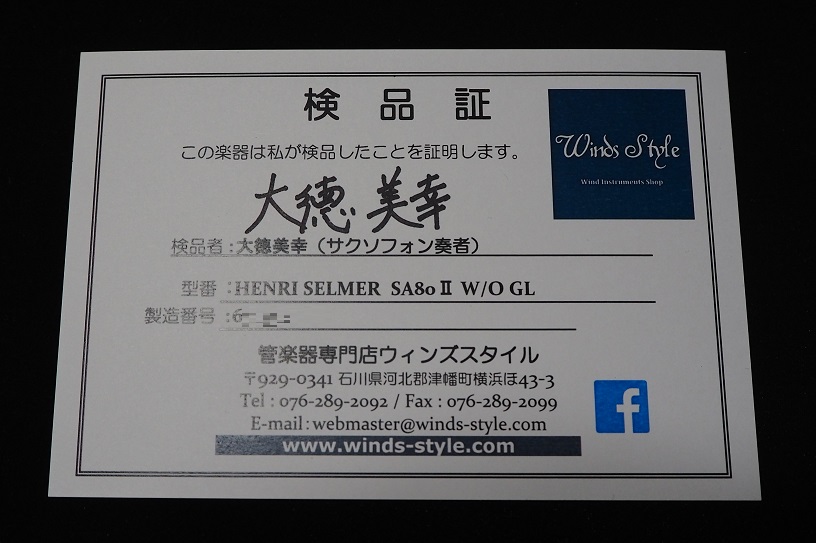 検品証
Winds Style
Wind Instruments Shop
この楽器は私が検品したことを証明します。
大徳美幸
検品者：大徳美幸（サクソフォン奏者）
型番：HENRI SELMER SA80Ⅱ W/O GL
製造番号：6
管楽器専門店ウィンズスタイル
〒929-0341 石川県河北郡津幡町横浜ほ43-3
Tel : 076-289-2092 / Fax : 076-289-2099
E-mail : webmaster@winds-style.com
www.winds-style.com